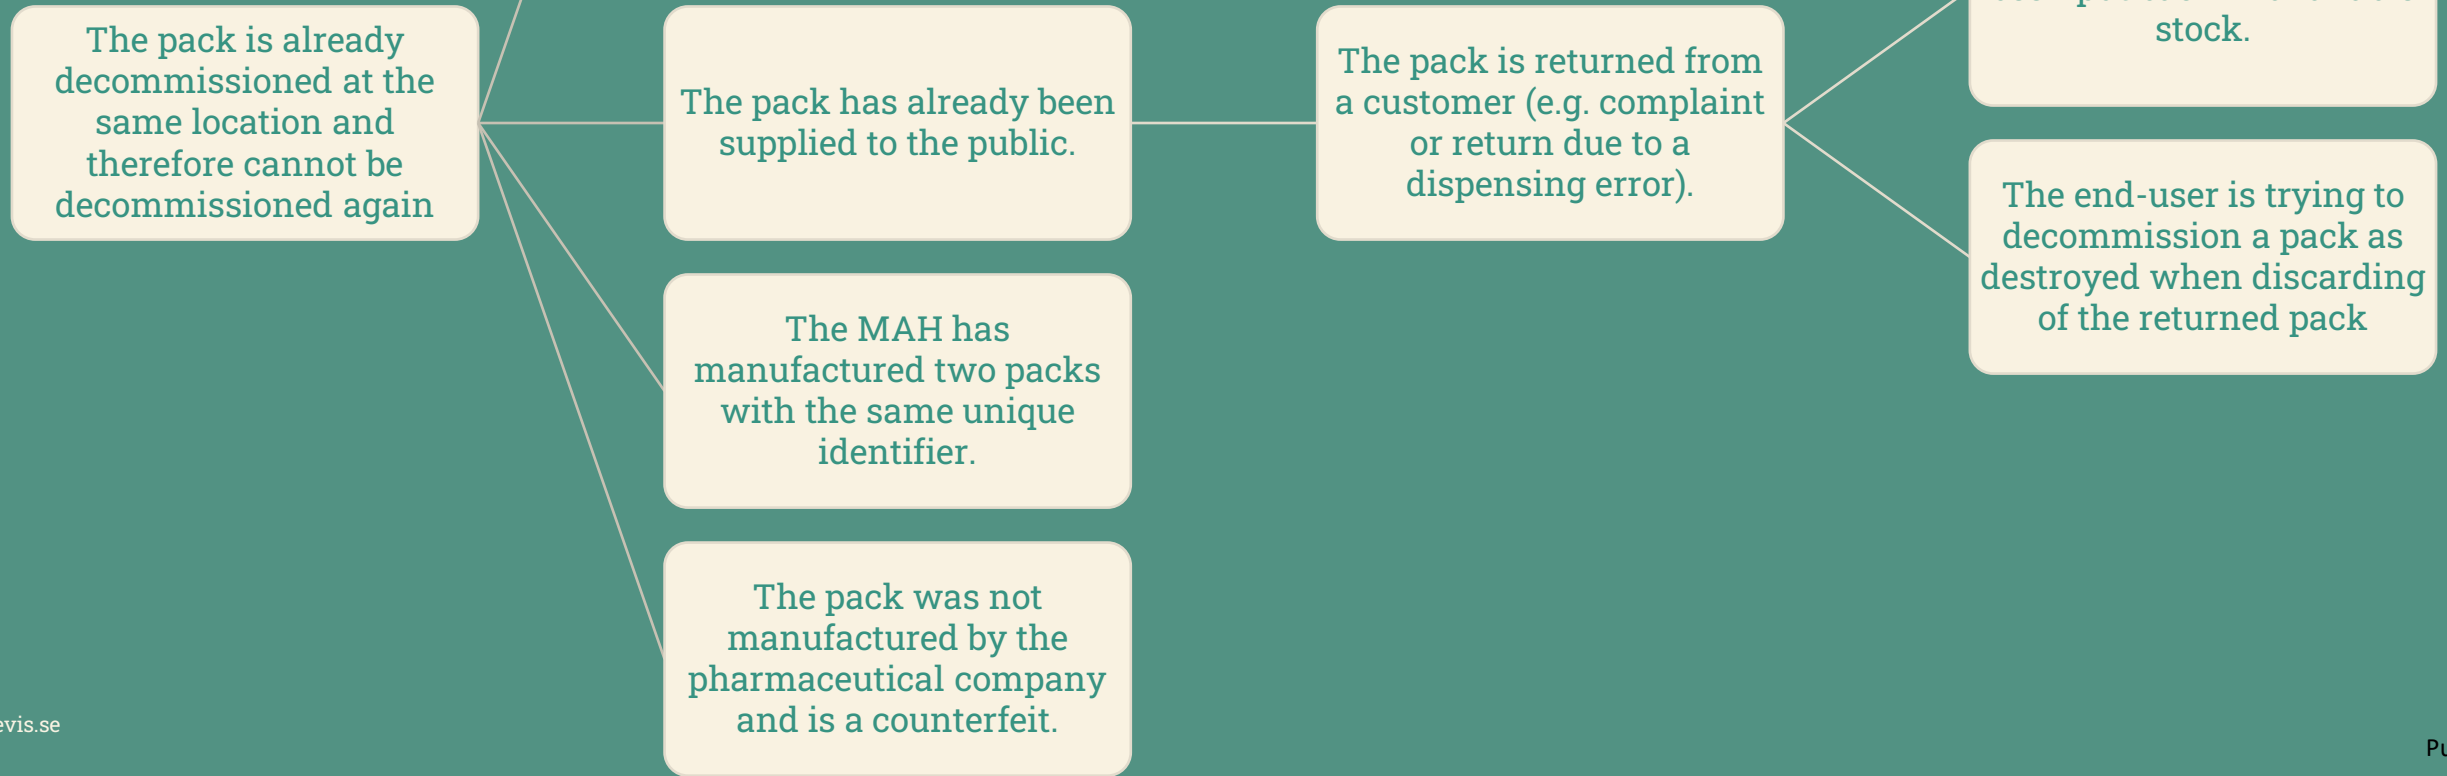 The pack is already
decommissioned at the
same location and
therefore cannot be
decommissioned again
The pack has already been
supplied to the public.
The MAH has
manufactured two packs
with the same unique
identifier.
The pack was not
manufactured by the
pharmaceutical company
and is a counterfeit.
The pack is returned from
a customer (e.g. complaint
or return due to a
dispensing error).
stock.
The end-user is trying to
decommission a pack as
destroyed when discarding
of the returned pack
evis.se
Pu